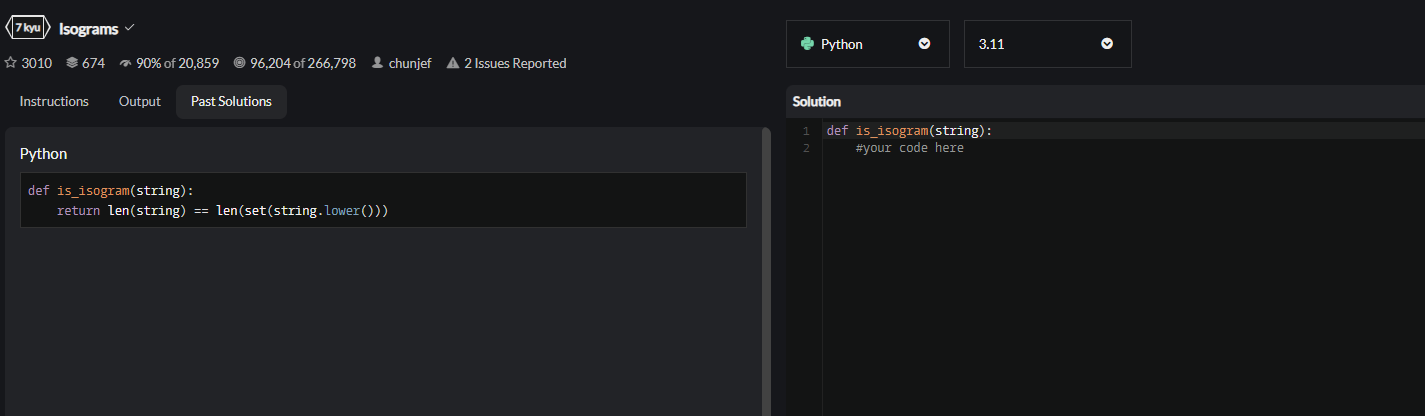 7 kyu Isograms
3010 674 90% of 20,859 96,204 of 266,798 chunjef 2 Issues Reported
Instructions Output Past Solutions
Python
def is_isogram(string):
    return len(string) == len(set(string.lower()))
Python 3.11
Solution
1 def is_isogram(string):
2     #your code here